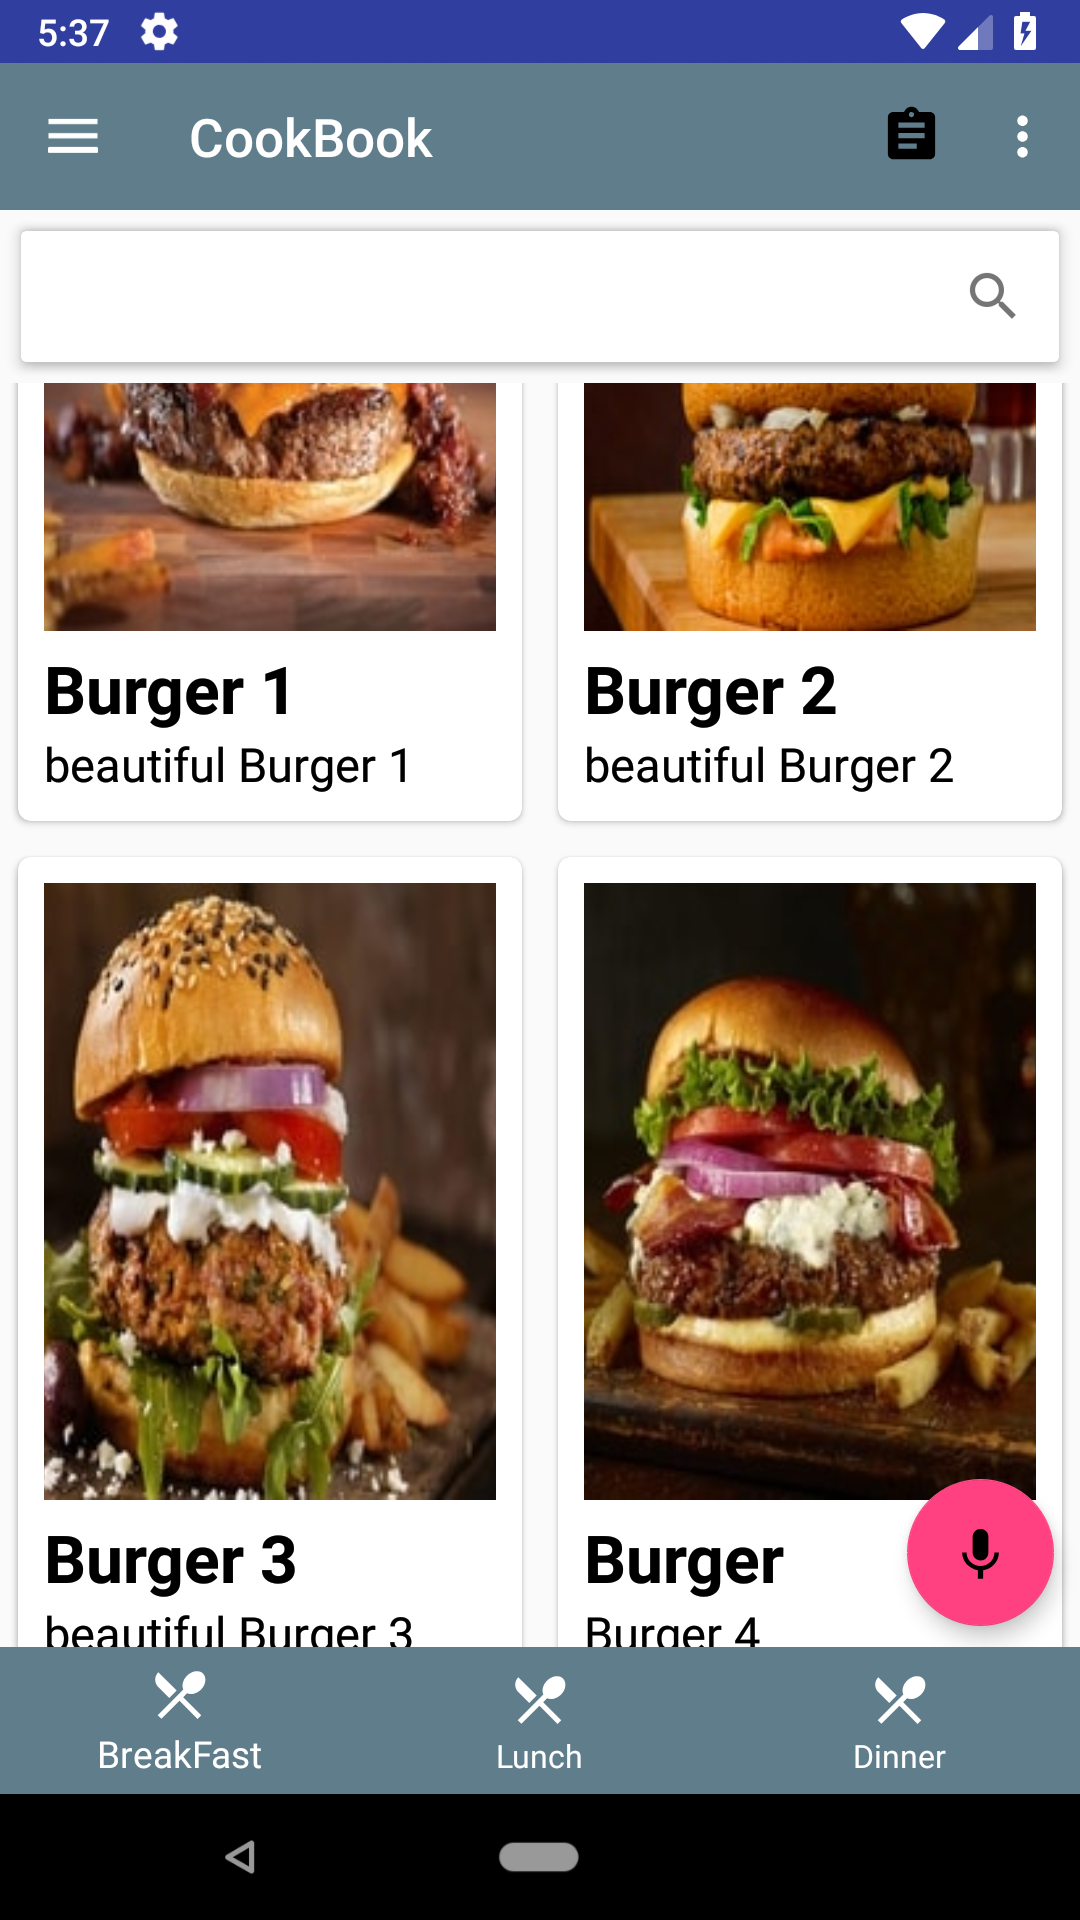 5:37
CookBook
Burger 1
beautiful Burger 1
Burger 2
beautiful Burger 2
Burger 3
beautiful Burger 3
Burger
Burger 4
BreakFast
Lunch
Dinner